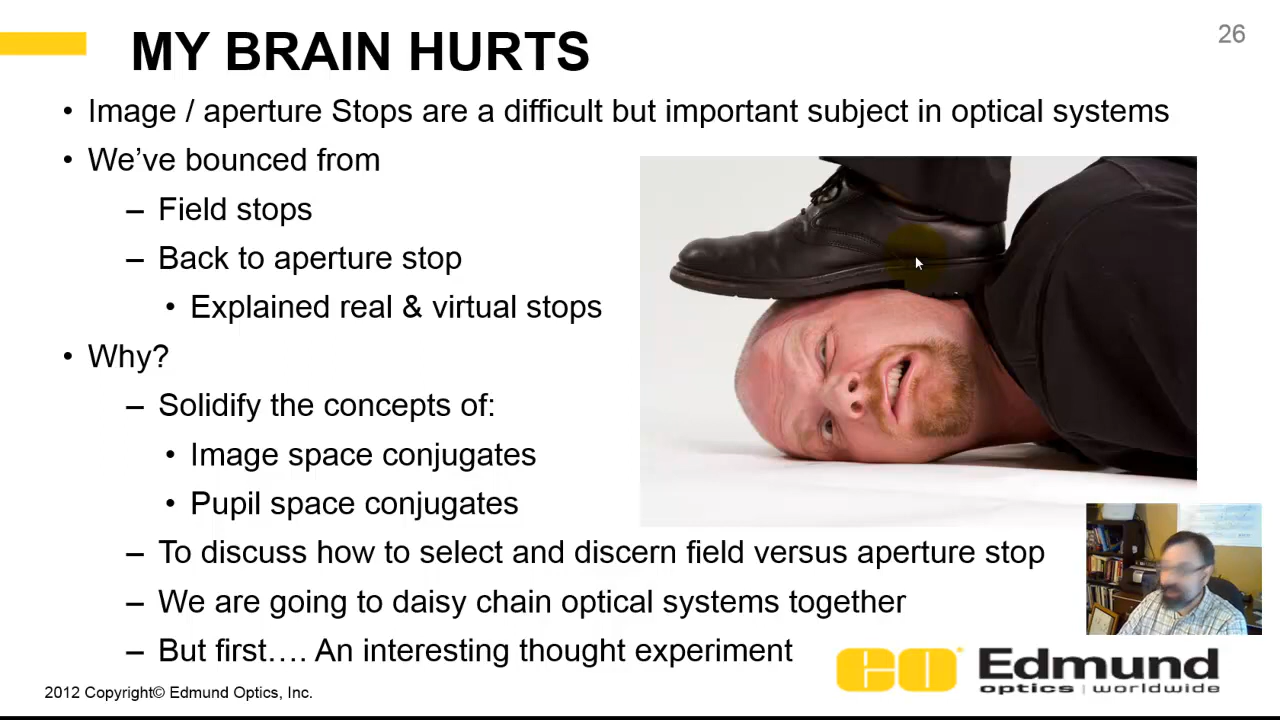 26
MY BRAIN HURTS
• Image / aperture Stops are a difficult but important subject in optical systems
• We’ve bounced from
– Field stops
– Back to aperture stop
• Explained real & virtual stops
• Why?
– Solidify the concepts of:
• Image space conjugates
• Pupil space conjugates
– To discuss how to select and discern field versus aperture stop
– We are going to daisy chain optical systems together
– But first…. An interesting thought experiment
2012 Copyright© Edmund Optics, Inc.
EO® Edmund
optics | worldwide